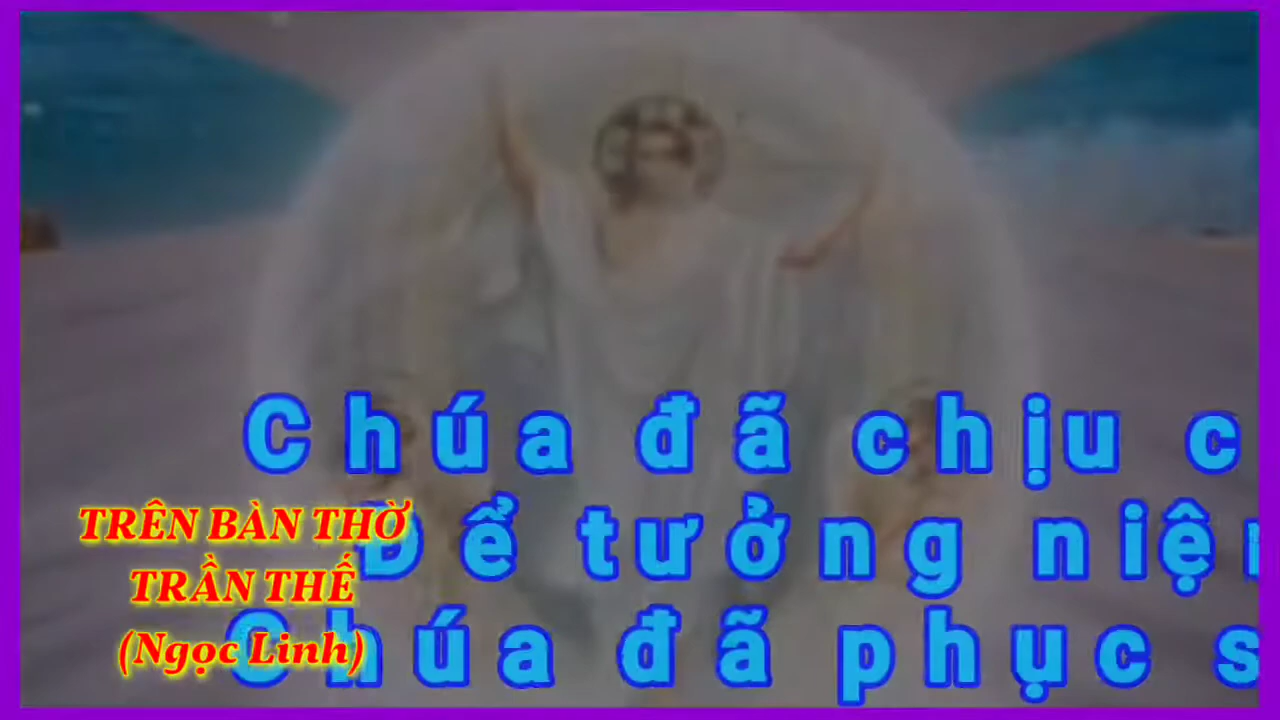 Chúa đã chịu c
Để tưởng niệm
Chúa đã phục s
TRÊN BÀN THỜ
TRẦN THẾ
(Ngọc Linh)